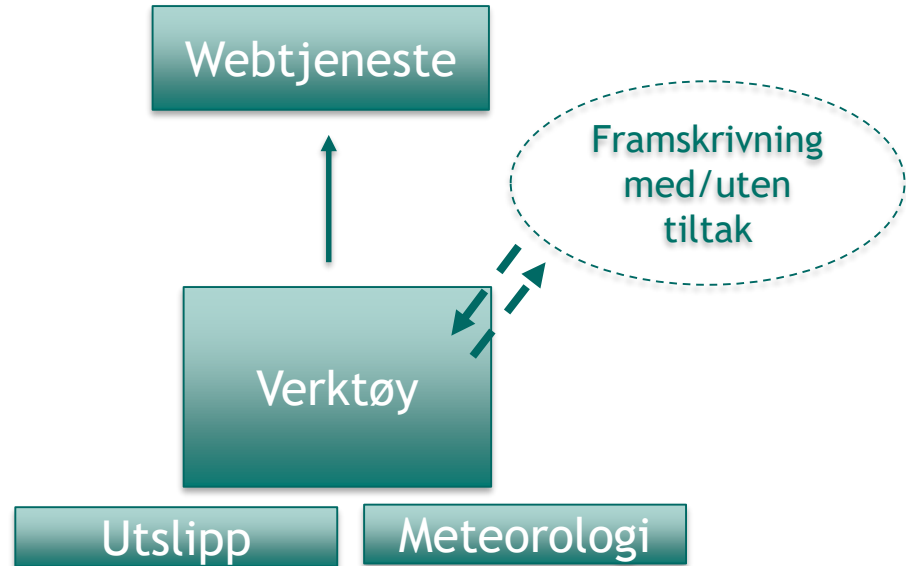 Webtjeneste
Framskrivning
med/uten
tiltak
Verktøy
Utslipp
Meteorologi